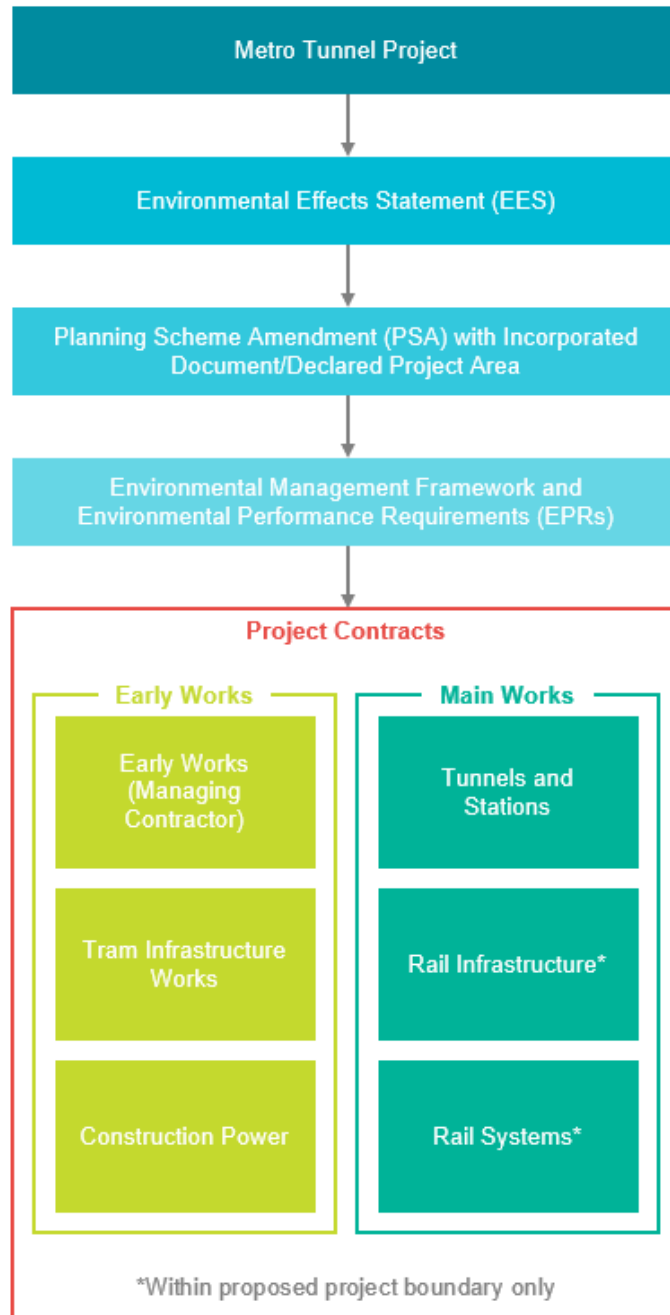 Metro Tunnel Project
Environmental Effects Statement (EES)
Planning Scheme Amendment (PSA) with Incorporated
Document/Declared Project Area
Environmental Management Framework and
Environmental Performance Requirements (EPRs)
Project Contracts
Early Works
Early Works
(Managing
Contractor)
Tram Infrastructure
Works
Construction Power
Main Works
Tunnels and
Stations
Rail Infrastructure*
Rail Systems*
*Within proposed project boundary only